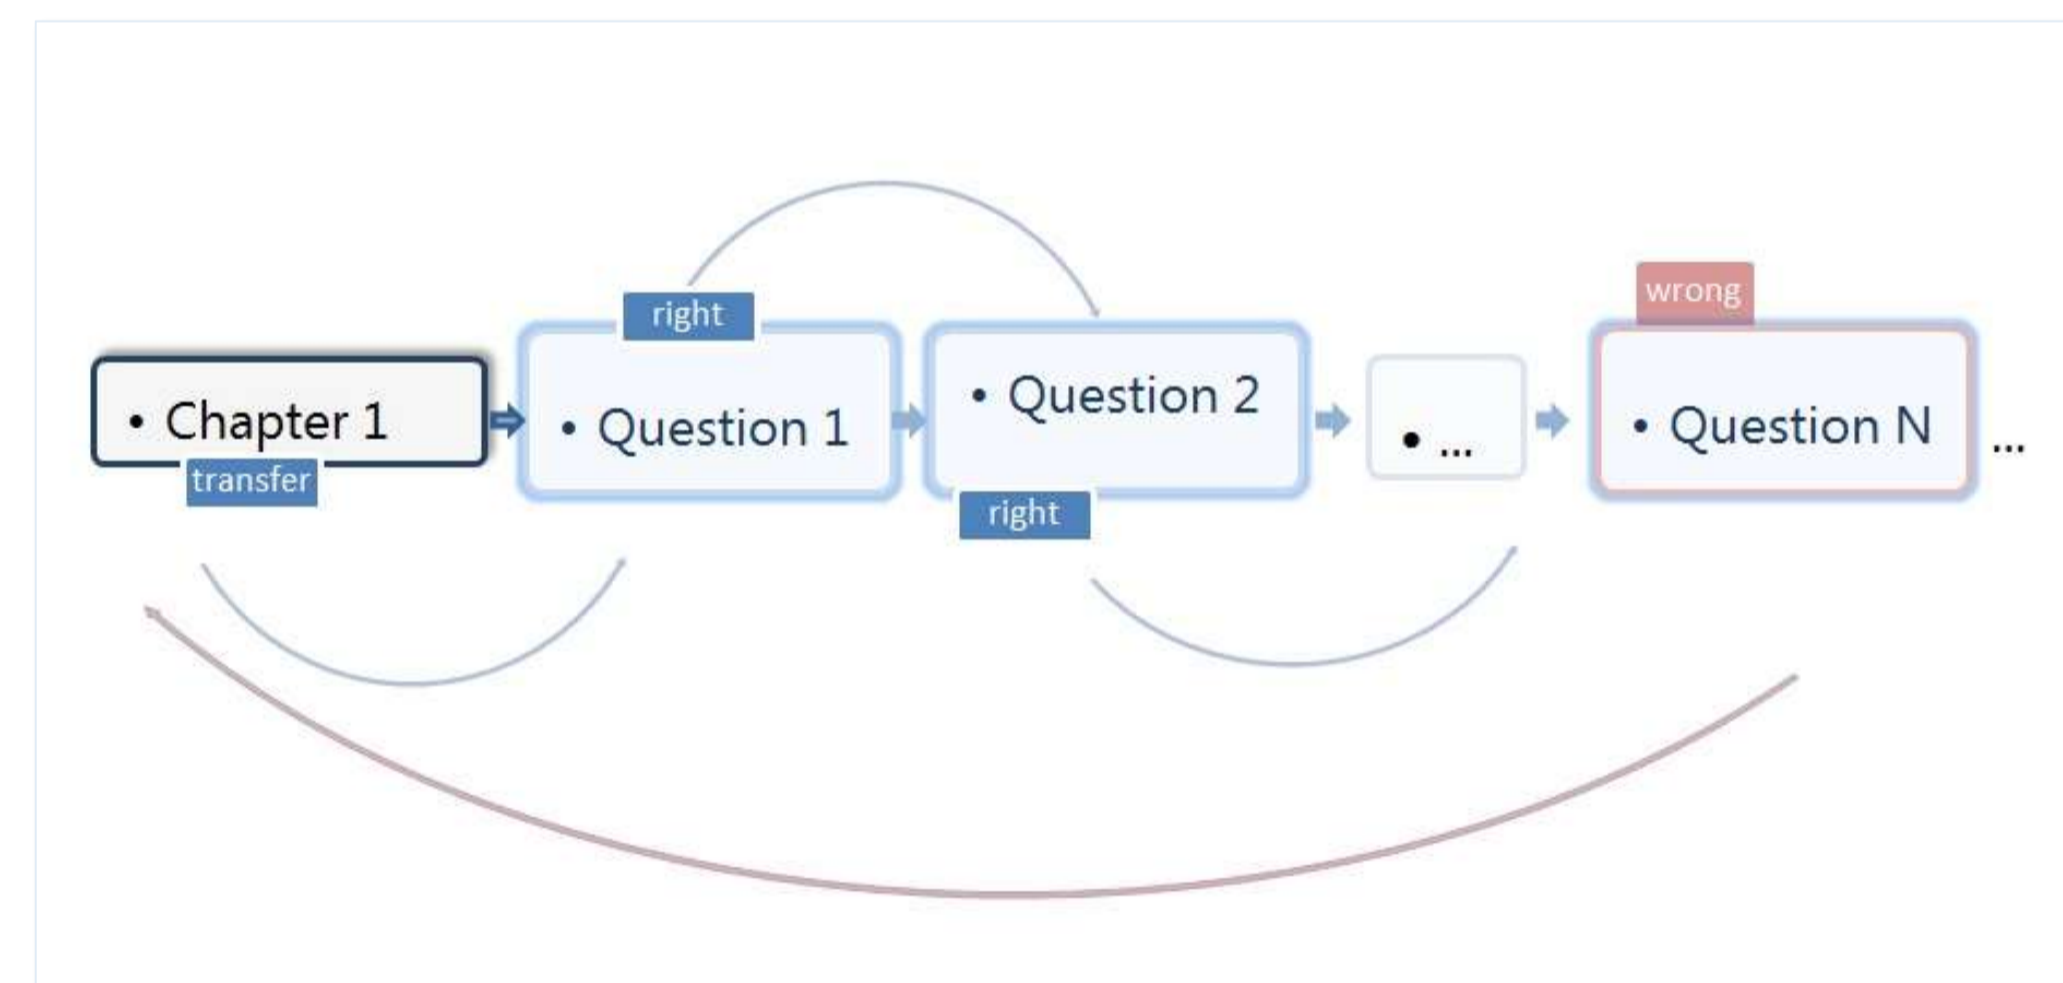 • Chapter 1
transfer
right
• Question 1
• Question 2
right
• ...
wrong
• Question N
...